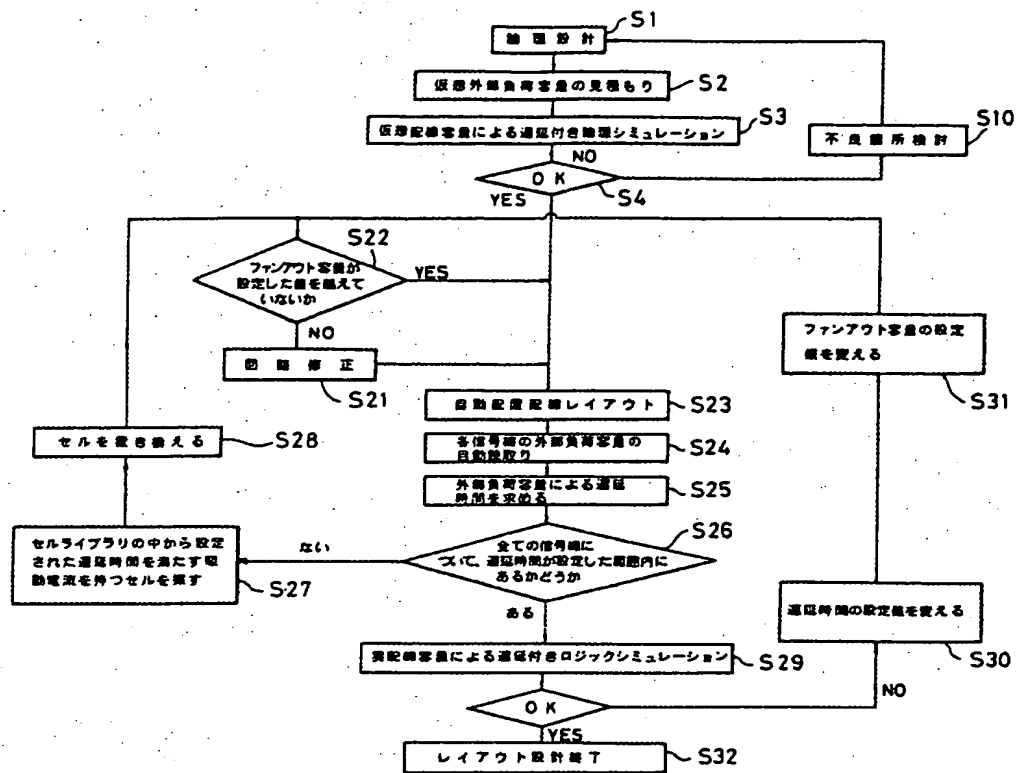 S1
論理設計
仮想外部負荷容量の見積もり
S2
仮想配線容量による遅延付き論理シミュレーション
S3
S10
不良箇所検討
NO
OK
S4
YES
S22
ファンアウト容量が
設定した値を越えて
いないか
YES
NO
回路修正
S21
ファンアウト容量の設定
値を変える
S31
自動配置配線レイアウト
S23
セルを置き換える
S28
各信号線の外部負荷容量の
自動読取り
S24
外部負荷容量による遅延
時間を求める
S25
S26
全ての信号線に
ついて、遅延時間が設定した範囲内に
あるかどうか
ない
セルライブラリの中から設定
された遅延時間を満たす駆
動電流を持つセルを探す
S27
ある
遅延時間の設定値を変える
S30
実配線容量による遅延付きロジックシミュレーション
S29
NO
OK
YES
レイアウト設計終了
S32